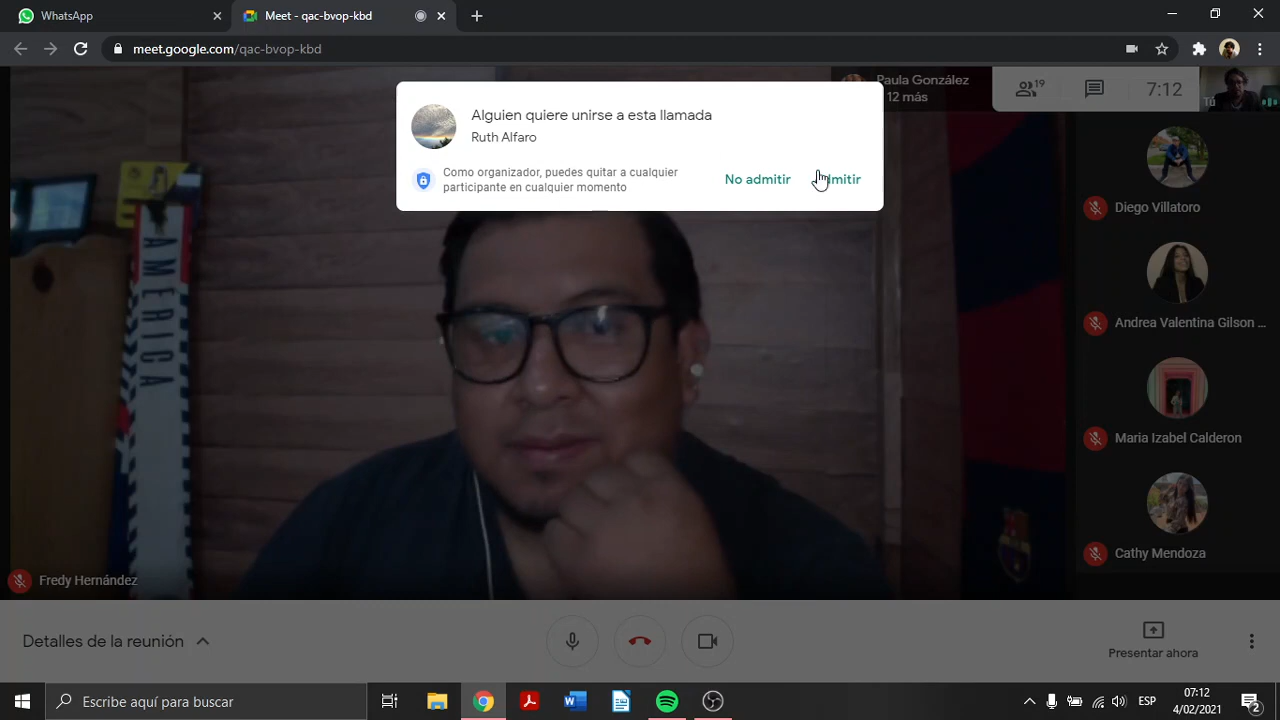 WhatsApp
Meet - qac-bvop-kbd
meet.google.com/qac-bvop-kbd
Paula González
12 más
19
7:12
Tú
Alguien quiere unirse a esta llamada
Ruth Alfaro
Como organizador, puedes quitar a cualquier
participante en cualquier momento
No admitir
Diego Villatoro
Andrea Valentina Gilson ...
Maria Izabel Calderon
Cathy Mendoza
AMERICA
Fredy Hernández
Detalles de la reunión
Presentar ahora
Escribe aquí para buscar
ESP
07:12
4/02/2021
2